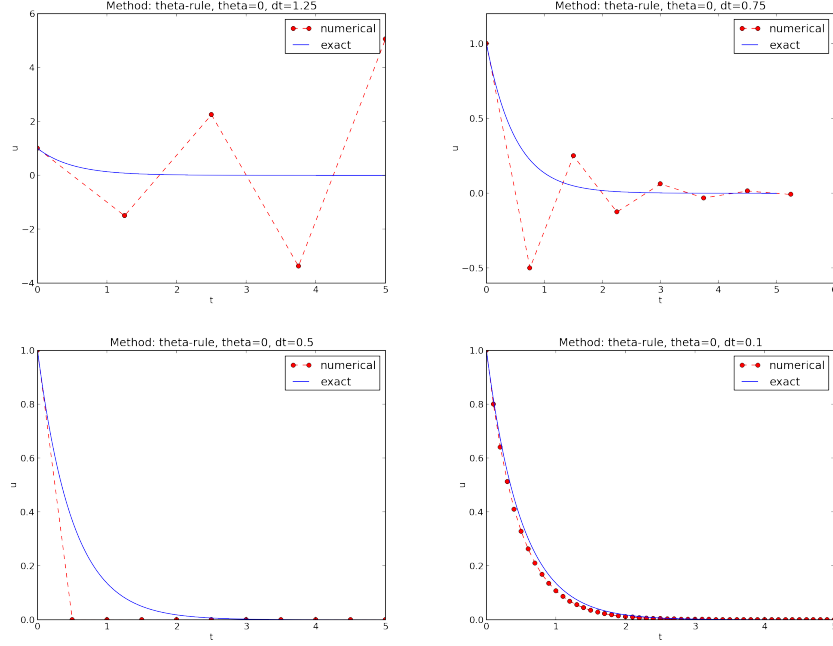 Method: theta-rule, theta=0, dt=1.25
6
4
2
0
−2
−4
u
numerical
exact
0 1 2 3 4 5
t
Method: theta-rule, theta=0, dt=0.75
1.0
0.5
0.0
−0.5
u
numerical
exact
0 1 2 3 4 5 6
t
Method: theta-rule, theta=0, dt=0.5
1.0
0.8
0.6
0.4
0.2
0.0
u
numerical
exact
0 1 2 3 4 5
t
Method: theta-rule, theta=0, dt=0.1
1.0
0.8
0.6
0.4
0.2
0.0
u
numerical
exact
0 1 2 3 4 5
t